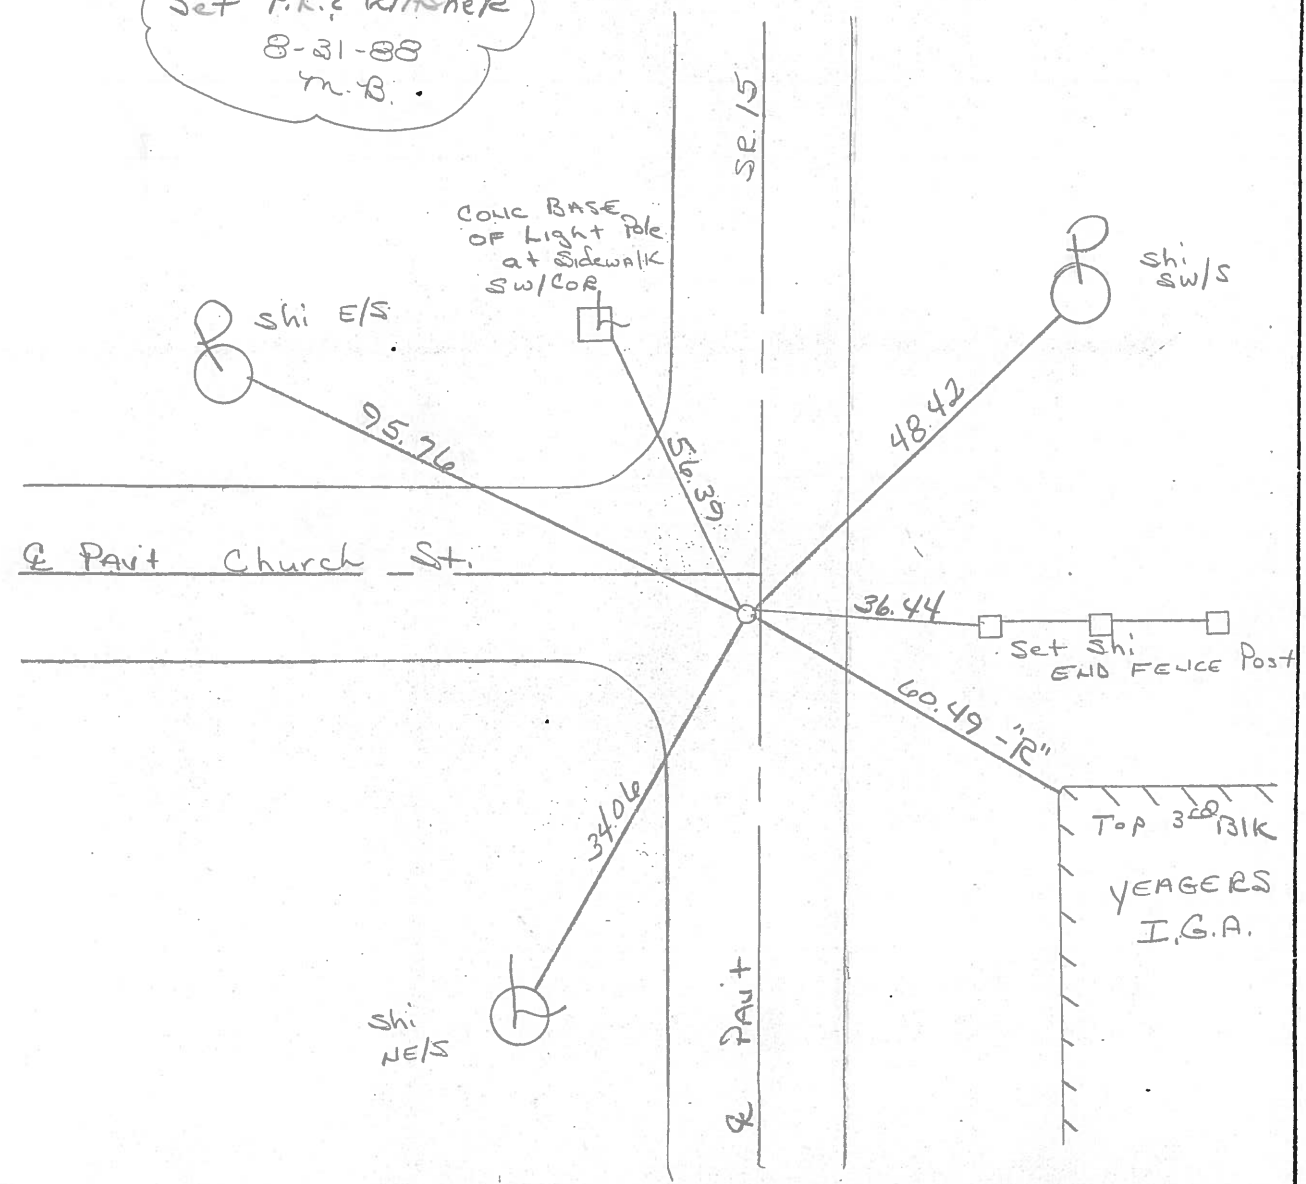 Set P.K. &
8-31-88
M.B.
SR. 15
CONC BASE
OF Light Pole
at Sidewalk
SW/COR
Shi E/S
Shi
SW/S
95.76
56.39
48.42
℄ PAV't Church St.
36.44
Set Shi
END FENCE Post
60.49 - "R"
34.06
TOP 3RD Blk
YEAGERS
I.G.A.
Shi
NE/S
℄ PAV't